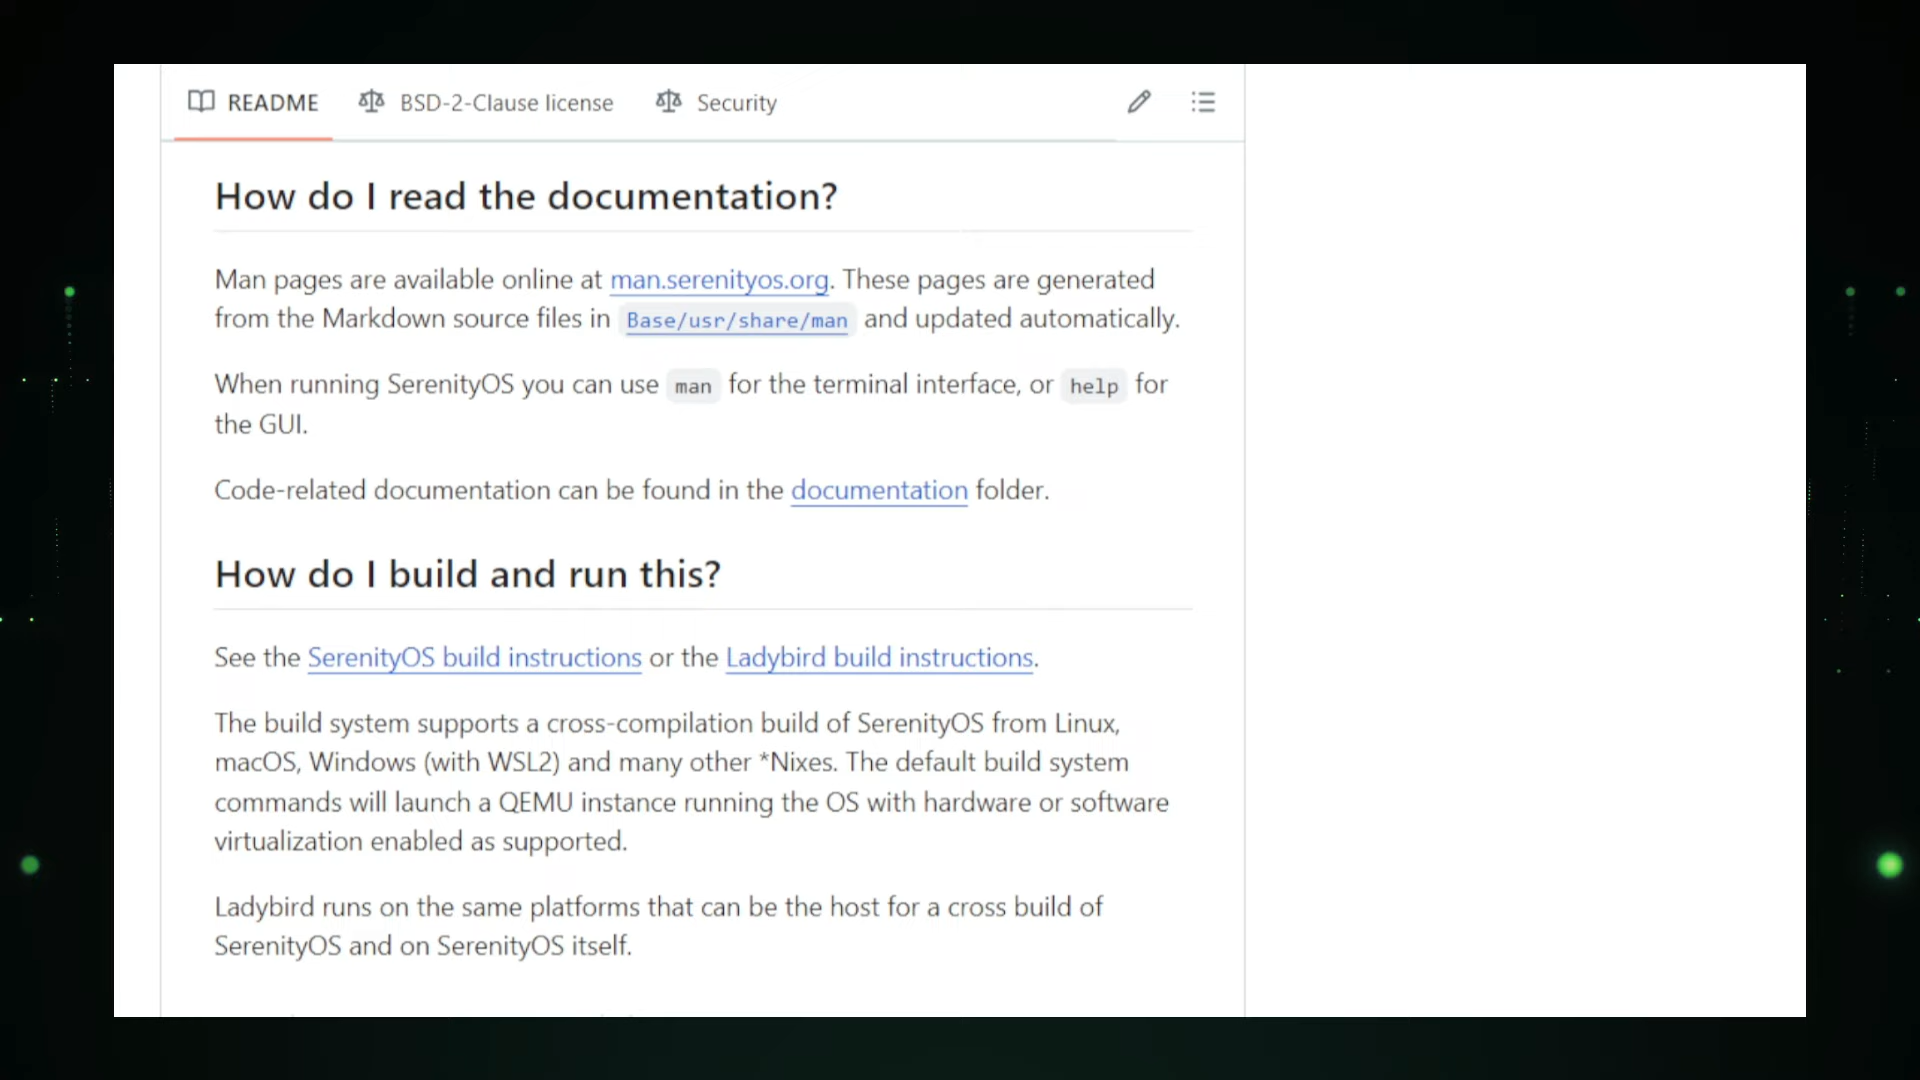 README BSD-2-Clause license Security
How do I read the documentation?
Man pages are available online at man.serenityos.org. These pages are generated
from the Markdown source files in Base/usr/share/man and updated automatically.
When running SerenityOS you can use man for the terminal interface, or help for
the GUI.
Code-related documentation can be found in the documentation folder.
How do I build and run this?
See the SerenityOS build instructions or the Ladybird build instructions.
The build system supports a cross-compilation build of SerenityOS from Linux,
macOS, Windows (with WSL2) and many other *Nixes. The default build system
commands will launch a QEMU instance running the OS with hardware or software
virtualization enabled as supported.
Ladybird runs on the same platforms that can be the host for a cross build of
SerenityOS and on SerenityOS itself.